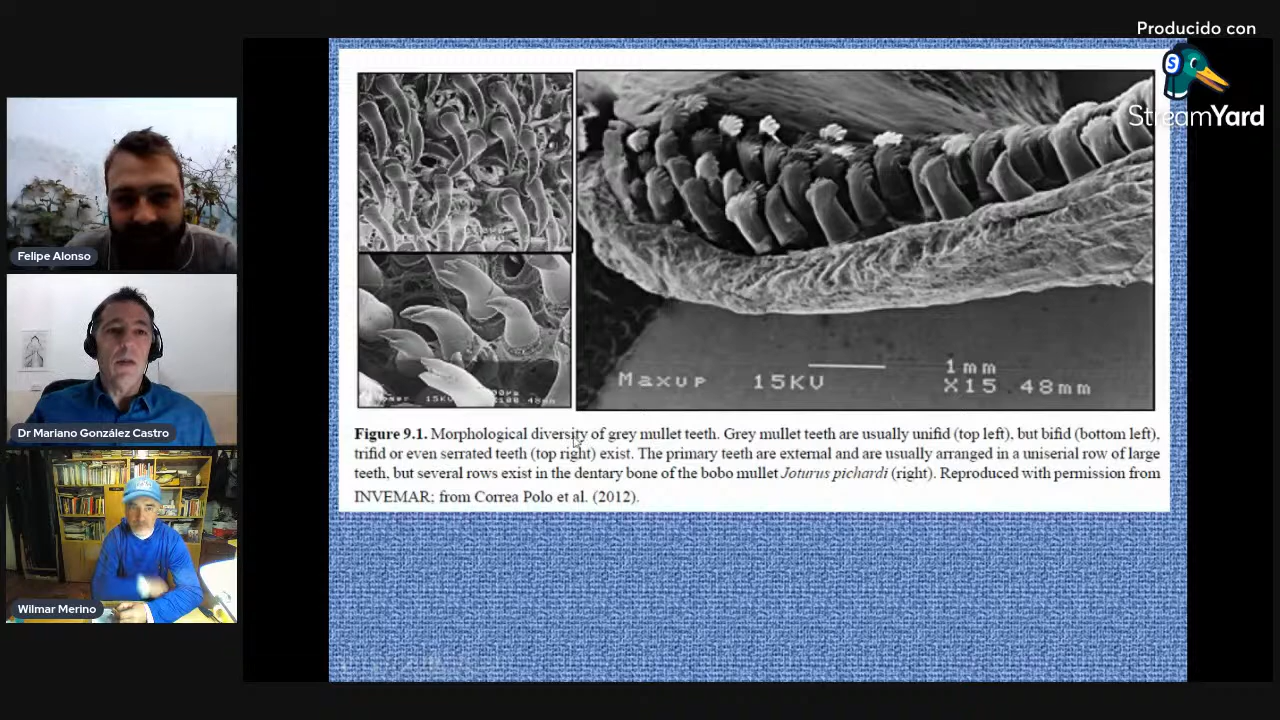 Producido con
StreamYard
Felipe Alonso
Dr Mariano González Castro
Wilmar Merino
Maxup 15KV 1mm
X15 48mm
Figure 9.1. Morphological diversity of grey mullet teeth. Grey mullet teeth are usually unifid (top left), but bifid (bottom left),
trifid or even serrated teeth (top right) exist. The primary teeth are external and are usually arranged in a uniserial row of large
teeth, but several rows exist in the dentary bone of the bobo mullet Joturus pichardi (right). Reproduced with permission from
INVEMAR; from Correa Polo et al. (2012).